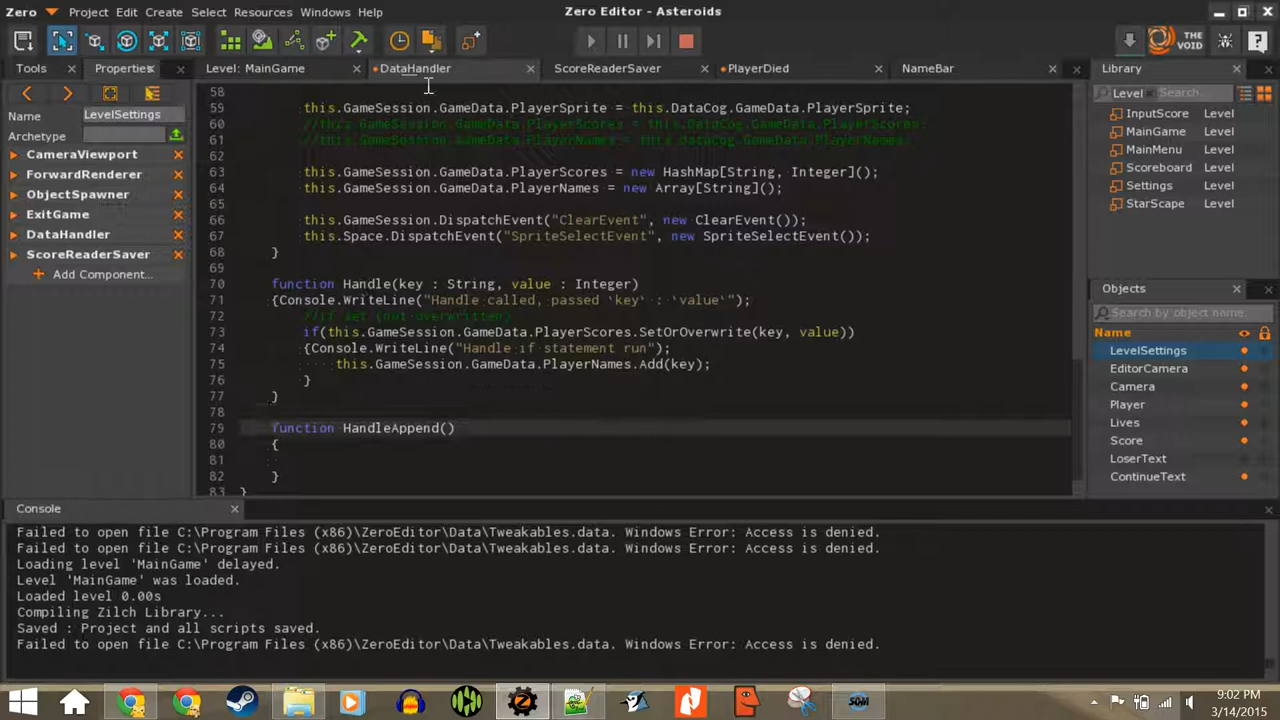 Zero Project Edit Create Select Resources Windows Help Zero Editor - Asteroids
THE VOID
Tools Properties Level: MainGame DataHandler ScoreReaderSaver PlayerDied NameBar Library
Name LevelSettings
Archetype
CameraViewport
ForwardRenderer
ObjectSpawner
ExitGame
DataHandler
ScoreReaderSaver
Add Component...
58
59 this.GameSession.GameData.PlayerSprite = this.DataCog.GameData.PlayerSprite;
60 //this.GameSession.GameData.PlayerScores = this.DataCog.GameData.PlayerScores;
61 //this.GameSession.GameData.PlayerNames = this.DataCog.GameData.PlayerNames;
62
63 this.GameSession.GameData.PlayerScores = new HashMap[String, Integer]();
64 this.GameSession.GameData.PlayerNames = new Array[String]();
65
66 this.GameSession.DispatchEvent("ClearEvent", new ClearEvent());
67 this.Space.DispatchEvent("SpriteSelectEvent", new SpriteSelectEvent());
68 }
69
70 function Handle(key : String, value : Integer)
71 {Console.WriteLine("Handle called, passed `key` : `value`");
72 //if set (not overwritten)
73 if(this.GameSession.GameData.PlayerScores.SetOrOverwrite(key, value))
74 {Console.WriteLine("Handle if statement run");
75 this.GameSession.GameData.PlayerNames.Add(key);
76 }
77 }
78
79 function HandleAppend()
80 {
81
82 }
83 }
Level Search...
InputScore Level
MainGame Level
MainMenu Level
Scoreboard Level
Settings Level
StarScape Level
Objects
Search by object name.
Name
LevelSettings
EditorCamera
Camera
Player
Lives
Score
LoserText
ContinueText
Console
Failed to open file C:\Program Files (x86)\ZeroEditor\Data\Tweakables.data. Windows Error: Access is denied.
Failed to open file C:\Program Files (x86)\ZeroEditor\Data\Tweakables.data. Windows Error: Access is denied.
Loading level 'MainGame' delayed.
Level 'MainGame' was loaded.
Loaded level 0.00s
Compiling Zilch Library...
Saved : Project and all scripts saved.
Failed to open file C:\Program Files (x86)\ZeroEditor\Data\Tweakables.data. Windows Error: Access is denied.
SOM
9:02 PM
3/14/2015